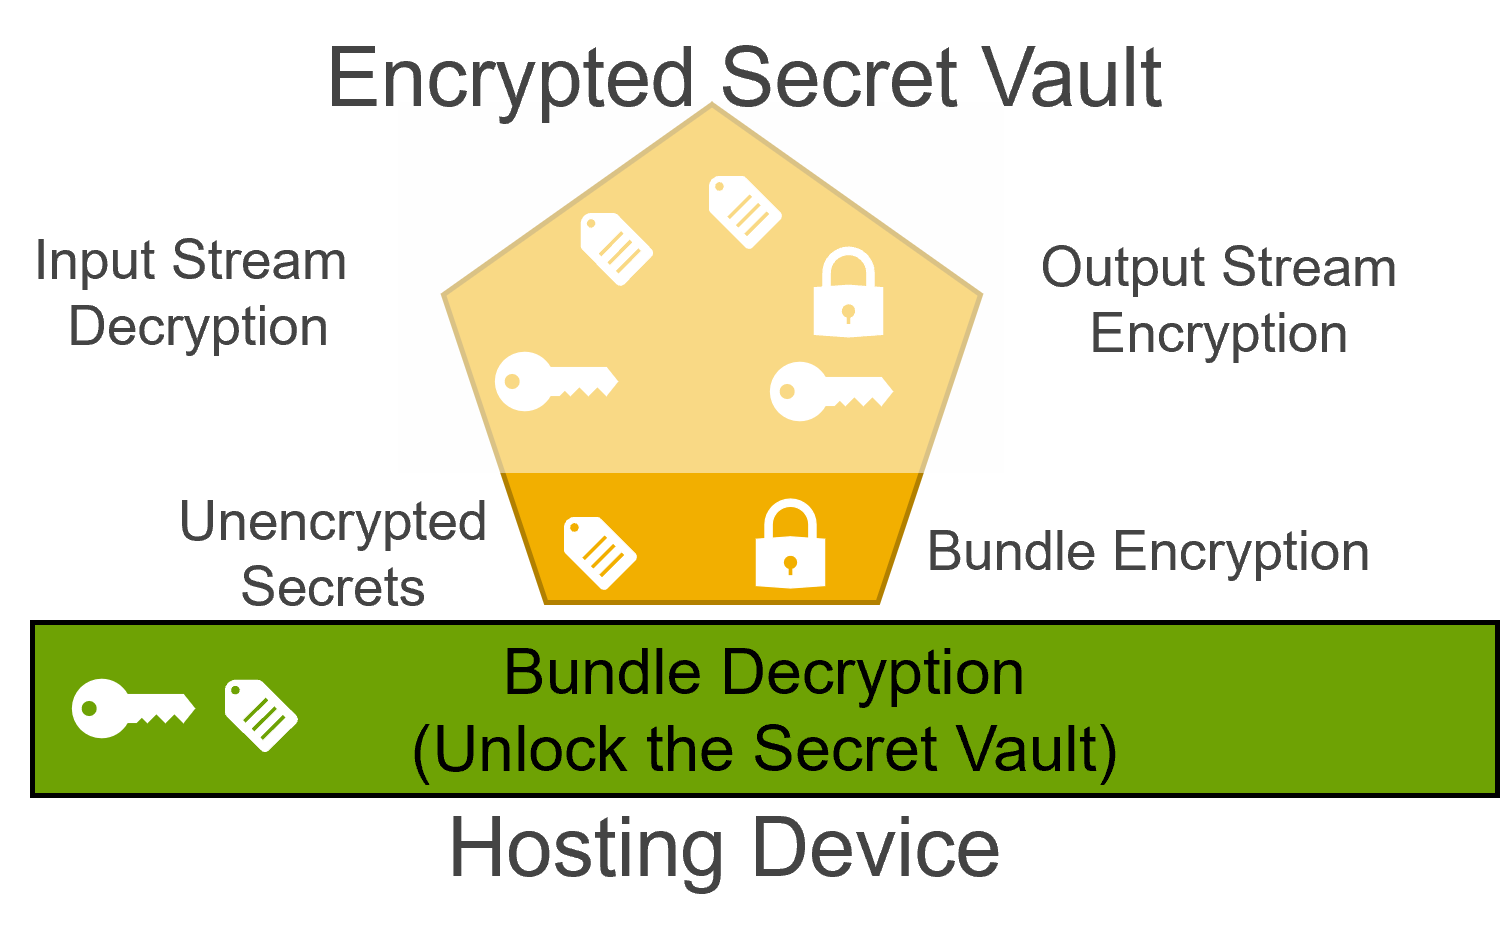 Encrypted Secret Vault
Input Stream
Decryption
Output Stream
Encryption
Unencrypted
Secrets
Bundle Encryption
Bundle Decryption
(Unlock the Secret Vault)
Hosting Device